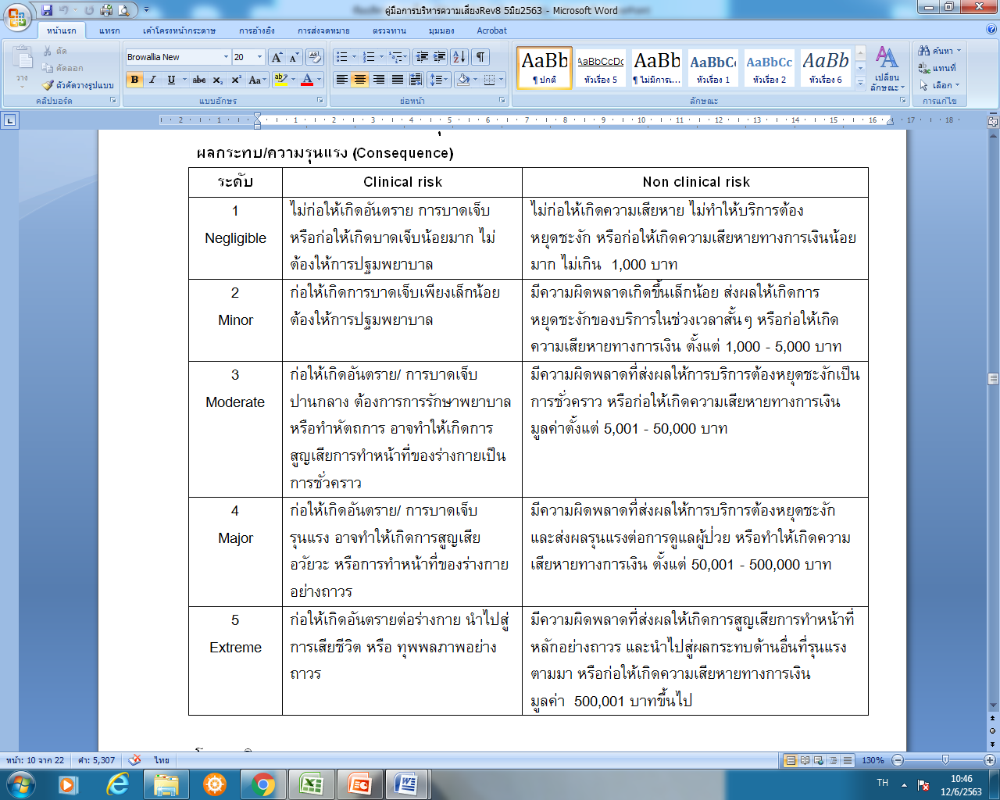 คู่มือการบริหารความเสี่ยงRev8 5มิย2563 - Microsoft Word
หน้าแรก แทรก เค้าโครงหน้ากระดาษ การอ้างอิง การส่งจดหมาย ตรวจทาน มุมมอง Acrobat
วาง
ตัด
คัดลอก
ตัวคัดวางรูปแบบ
คลิปบอร์ด
Browallia New 20
แบบอักษร
ย่อหน้า
AaBb AaBbCcDc AaBb AaBbC AaBbCc AaBb
¶ ปกติ หัวเรื่อง 5 ¶ ไม่มีการเ... หัวเรื่อง 1 หัวเรื่อง 2 หัวเรื่อง 6
เปลี่ยน
ลักษณะ
ลักษณะ
ค้นหา
แทนที่
เลือก
การแก้ไข
2 1 1 2 3 4 5 6 7 8 9 10 11 12 13 14 15 16 17 18
ผลกระทบ/ความรุนแรง (Consequence)
ระดับ Clinical risk Non clinical risk
1
Negligible
ไม่ก่อให้เกิดอันตราย การบาดเจ็บ
หรือก่อให้เกิดบาดเจ็บน้อยมาก ไม่
ต้องให้การปฐมพยาบาล
ไม่ก่อให้เกิดความเสียหาย ไม่ทำให้บริการต้อง
หยุดชะงัก หรือก่อให้เกิดความเสียหายทางการเงินน้อย
มาก ไม่เกิน 1,000 บาท
2
Minor
ก่อให้เกิดการบาดเจ็บเพียงเล็กน้อย
ต้องให้การปฐมพยาบาล
มีความผิดพลาดเกิดขึ้นเล็กน้อย ส่งผลให้เกิดการ
หยุดชะงักของบริการในช่วงเวลาสั้นๆ หรือก่อให้เกิด
ความเสียหายทางการเงิน ตั้งแต่ 1,000 - 5,000 บาท
3
Moderate
ก่อให้เกิดอันตราย/ การบาดเจ็บ
ปานกลาง ต้องการการรักษาพยาบาล
หรือทำหัตถการ อาจทำให้เกิดการ
สูญเสียการทำหน้าที่ของร่างกายเป็น
การชั่วคราว
มีความผิดพลาดที่ส่งผลให้การบริการต้องหยุดชะงักเป็น
การชั่วคราว หรือก่อให้เกิดความเสียหายทางการเงิน
มูลค่าตั้งแต่ 5,001 - 50,000 บาท
4
Major
ก่อให้เกิดอันตราย/ การบาดเจ็บ
รุนแรง อาจทำให้เกิดการสูญเสีย
อวัยวะ หรือการทำหน้าที่ของร่างกาย
อย่างถาวร
มีความผิดพลาดที่ส่งผลให้การบริการต้องหยุดชะงัก
และส่งผลรุนแรงต่อการดูแลผู้ป่วย หรือทำให้เกิดความ
เสียหายทางการเงิน ตั้งแต่ 50,001 - 500,000 บาท
5
Extreme
ก่อให้เกิดอันตรายต่อร่างกาย นำไปสู่
การเสียชีวิต หรือ ทุพพลภาพอย่าง
ถาวร
มีความผิดพลาดที่ส่งผลให้เกิดการสูญเสียการทำหน้าที่
หลักอย่างถาวร และนำไปสู่ผลกระทบด้านอื่นที่รุนแรง
ตามมา หรือก่อให้เกิดความเสียหายทางการเงิน
มูลค่า 500,001 บาทขึ้นไป
หน้า: 10 จาก 22 คำ: 5,307 ไทย 130%
TH 10:46
12/6/2563